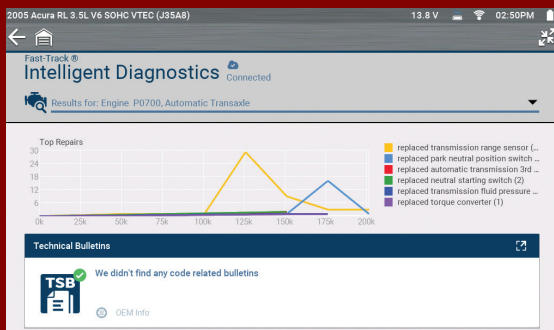 2005 Acura RL 3.5L V6 SOHC VTEC (J35A8) 13.8 V 02:50PM
Fast-Track ®
Intelligent Diagnostics Connected
Results for: Engine P0700, Automatic Transaxle
Top Repairs
30
24
18
12
6
0k 25k 50k 75k 100k 125k 150k 175k 200k
replaced transmission range sensor (...
replaced park neutral position switch ...
replaced automatic transmission 3rd ...
replaced neutral starting switch (2)
replaced transmission fluid pressure ...
replaced torque converter (1)
Technical Bulletins
TSB
We didn't find any code related bulletins
OEM Info